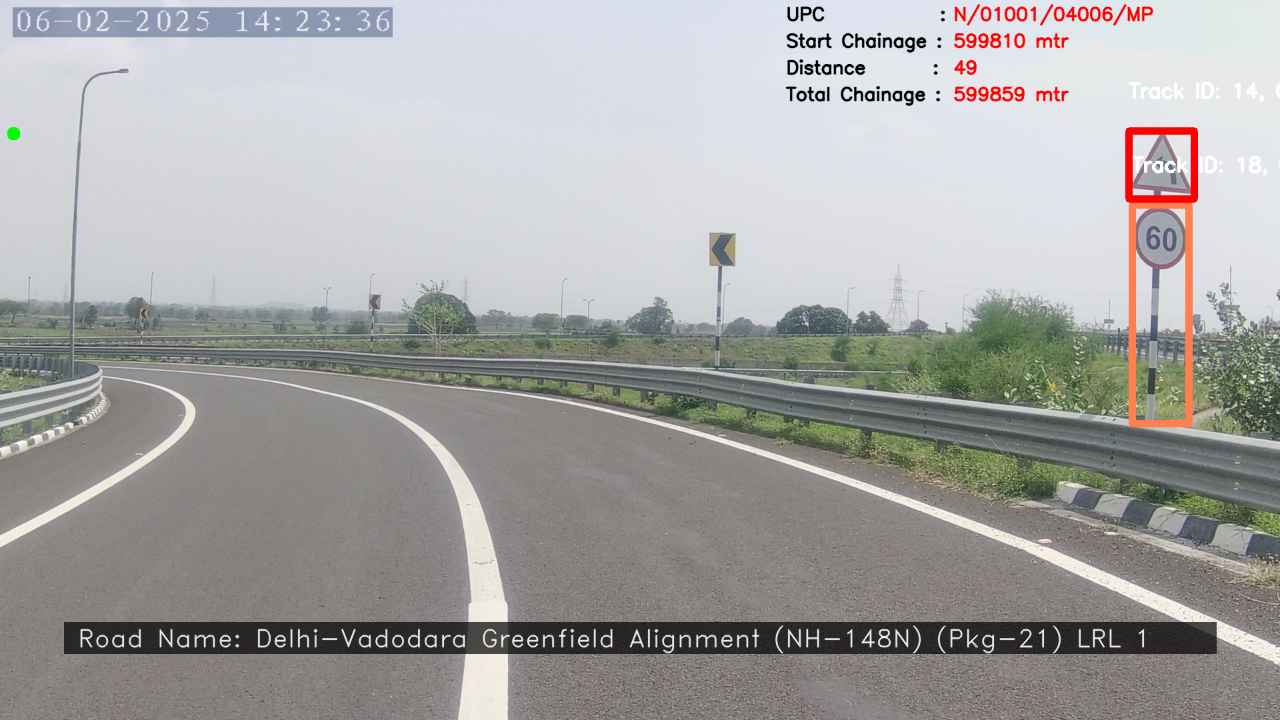 06-02-2025 14:23:36
UPC : N/01001/04006/MP
Start Chainage : 599810 mtr
Distance : 49
Total Chainage : 599859 mtr
Track ID: 14,
Track ID: 18,
60
Road Name: Delhi-Vadodara Greenfield Alignment (NH-148N) (Pkg-21) LRL 1